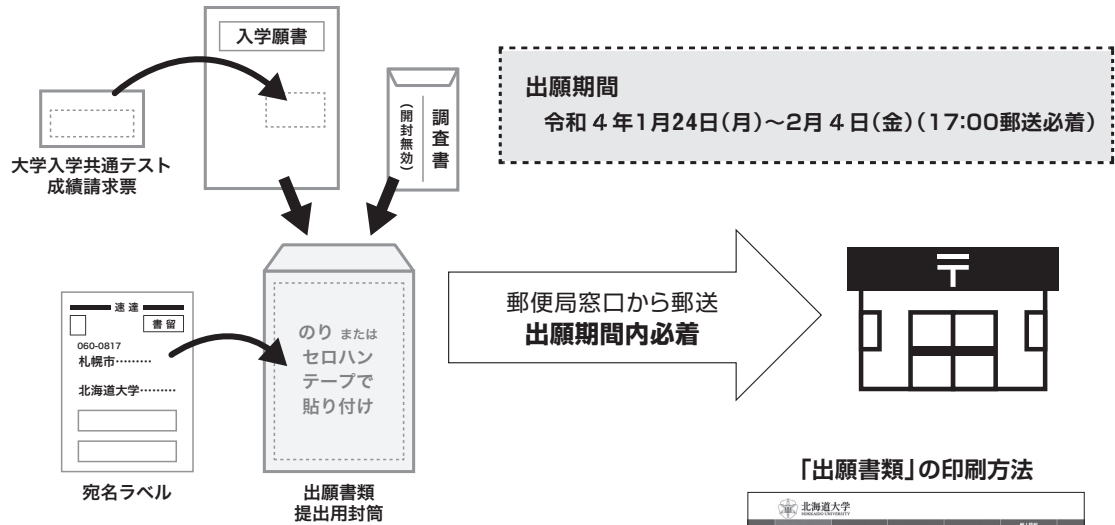 入学願書
大学入学共通テスト
成績請求票
調査書
(開封無効)
出願期間
令和4年1月24日(月)～2月4日(金)(17:00郵送必着)
速達
書留
060-0817
札幌市………
北海道大学………
宛名ラベル
のり または
セロハン
テープで
貼り付け
出願書類
提出用封筒
郵便局窓口から郵送
出願期間内必着
〒
「出願書類」の印刷方法
北海道大学
HOKKAIDO UNIVERSITY